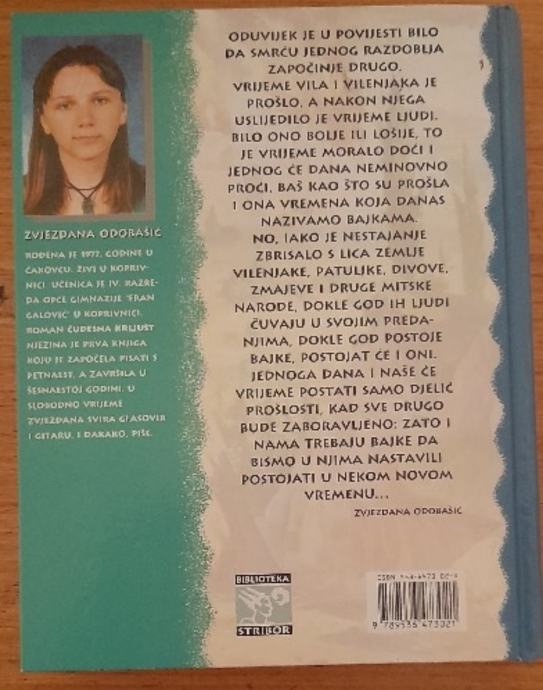 ZVJEZDANA ODOBAŠIĆ
ROĐENA JE 1977. GODINE U
ČAKOVCU. ŽIVI U KOPRIV-
NICI. UČENICA JE IV. RAZRE-
DA OPĆE GIMNAZIJE "FRAN
GALOVIĆ" U KOPRIVNICI.
ROMAN ČUDESNA KRLJUŠT
NJEZINA JE PRVA KNJIGA
KOJU JE ZAPOČELA PISATI S
PETNAEST, A ZAVRŠILA U
ŠESNAESTOJ GODINI. U
SLOBODNO VRIJEME
ZVJEZDANA SVIRA GLASOVIR
I GITARU. I DAKAKO, PIŠE.
ODUVIJEK JE U POVIJESTI BILO
DA SMRĆU JEDNOG RAZDOBLJA
ZAPOČINJE DRUGO.
VRIJEME VILA I VILENJAKA JE
PROŠLO, A NAKON NJEGA
USLIJEDILO JE VRIJEME LJUDI.
BILO ONO BOLJE ILI LOŠIJE, TO
JE VRIJEME MORALO DOĆI I
JEDNOG ĆE DANA NEMINOVNO
PROĆI, BAŠ KAO ŠTO SU PROŠLA
I ONA VREMENA KOJA DANAS
NAZIVAMO BAJKAMA.
NO, IAKO JE NESTAJANJE
ZBRISALO S LICA ZEMLJE
VILENJAKE, PATULJKE, DIVOVE,
ZMAJEVE I DRUGE MITSKE
NARODE, DOKLE GOD IH LJUDI
ČUVAJU U SVOJIM PREDA-
NJIMA, DOKLE GOD POSTOJE
BAJKE, POSTOJAT ĆE I ONI.
JEDNOGA DANA I NAŠE ĆE
VRIJEME POSTATI SAMO DJELIĆ
PROŠLOSTI, KAD SVE DRUGO
BUDE ZABORAVLJENO; ZATO I
NAMA TREBAJU BAJKE DA
BISMO U NJIMA NASTAVILI
POSTOJATI U NEKOM NOVOM
VREMENU...
ZVJEZDANA ODOBAŠIĆ
BIBLIOTEKA
STRIBOR
ISBN
9 789536 473021